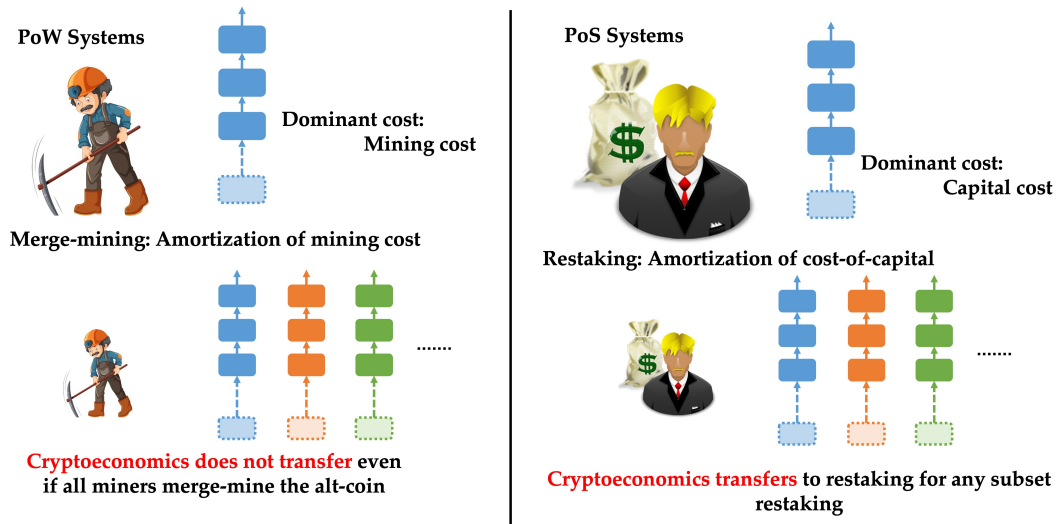 PoW Systems
Dominant cost:
Mining cost
Merge-mining: Amortization of mining cost
.......
Cryptoeconomics does not transfer even
if all miners merge-mine the alt-coin
PoS Systems
$
Dominant cost:
Capital cost
Restaking: Amortization of cost-of-capital
$
.......
Cryptoeconomics transfers to restaking for any subset
restaking